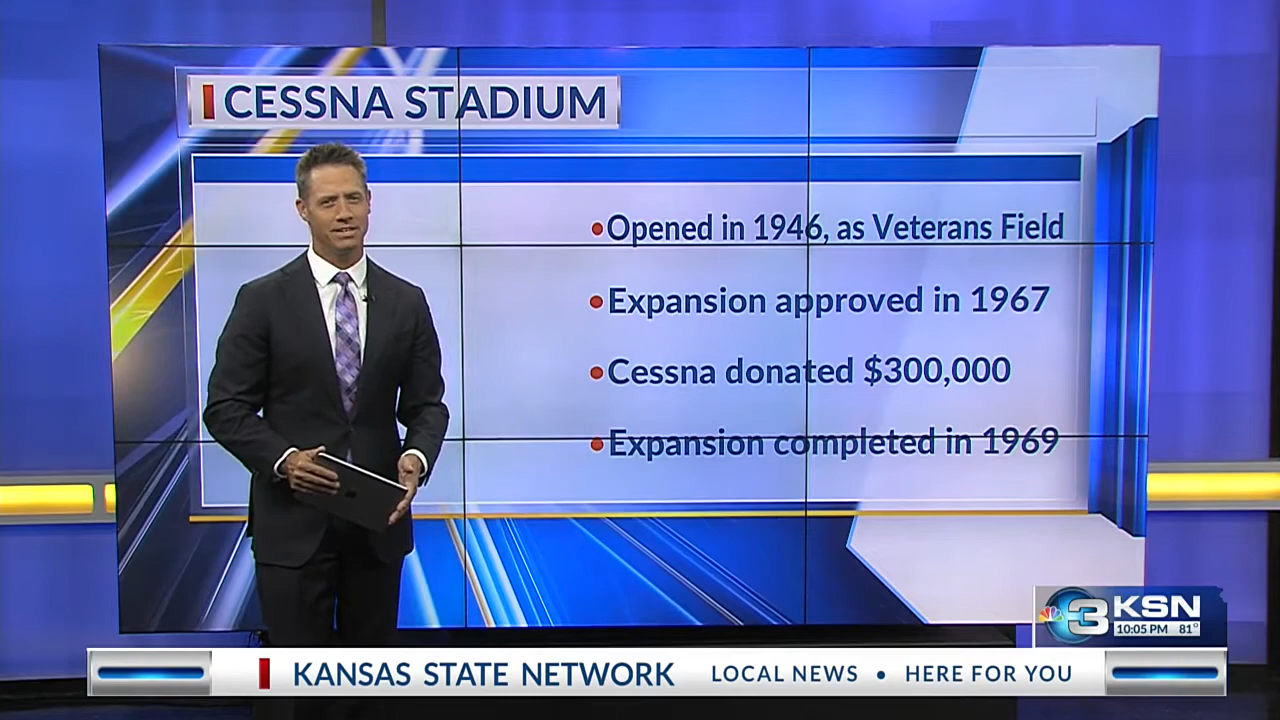 CESSNA STADIUM
•Opened in 1946, as Veterans Field
•Expansion approved in 1967
•Cessna donated $300,000
•Expansion completed in 1969
3 KSN
10:05 PM 81°
KANSAS STATE NETWORK LOCAL NEWS • HERE FOR YOU